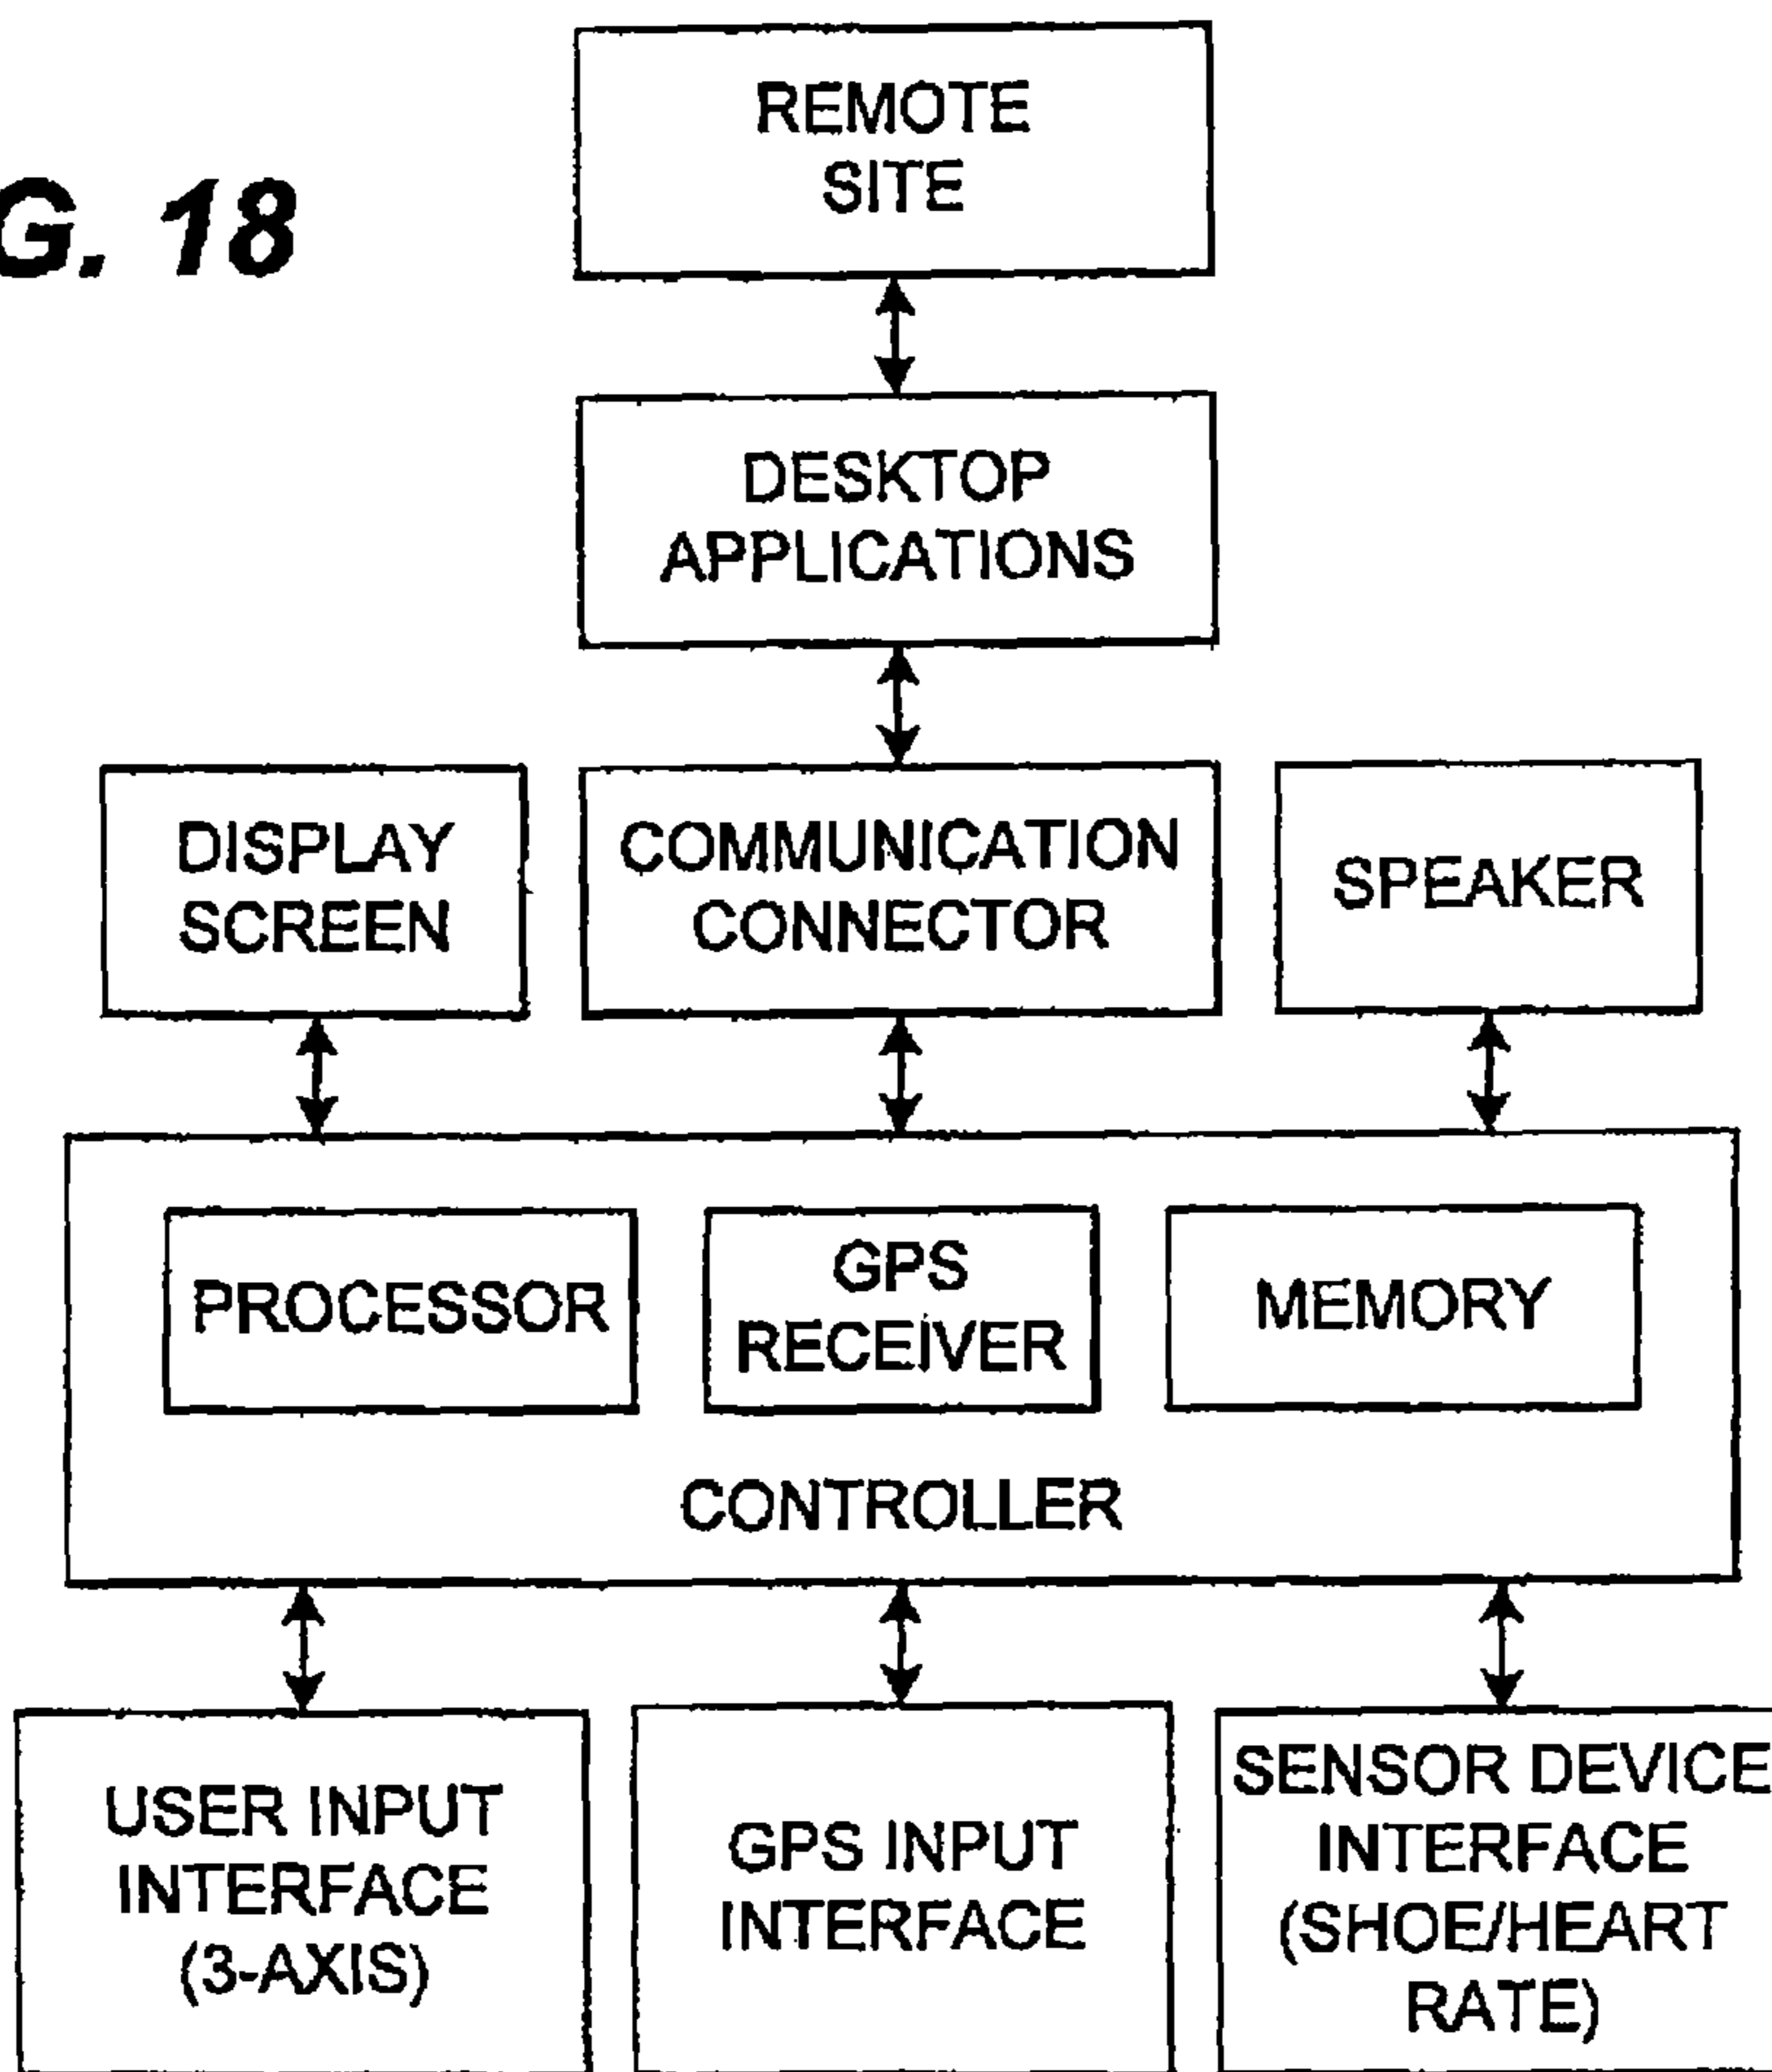 G. 18
REMOTE
SITE
DESKTOP
APPLICATIONS
DISPLAY
SCREEN
COMMUNICATION
CONNECTOR
SPEAKER
PROCESSOR
GPS
RECEIVER
MEMORY
CONTROLLER
USER INPUT
INTERFACE
(3-AXIS)
GPS INPUT
INTERFACE
SENSOR DEVICE
INTERFACE
(SHOE/HEART
RATE)